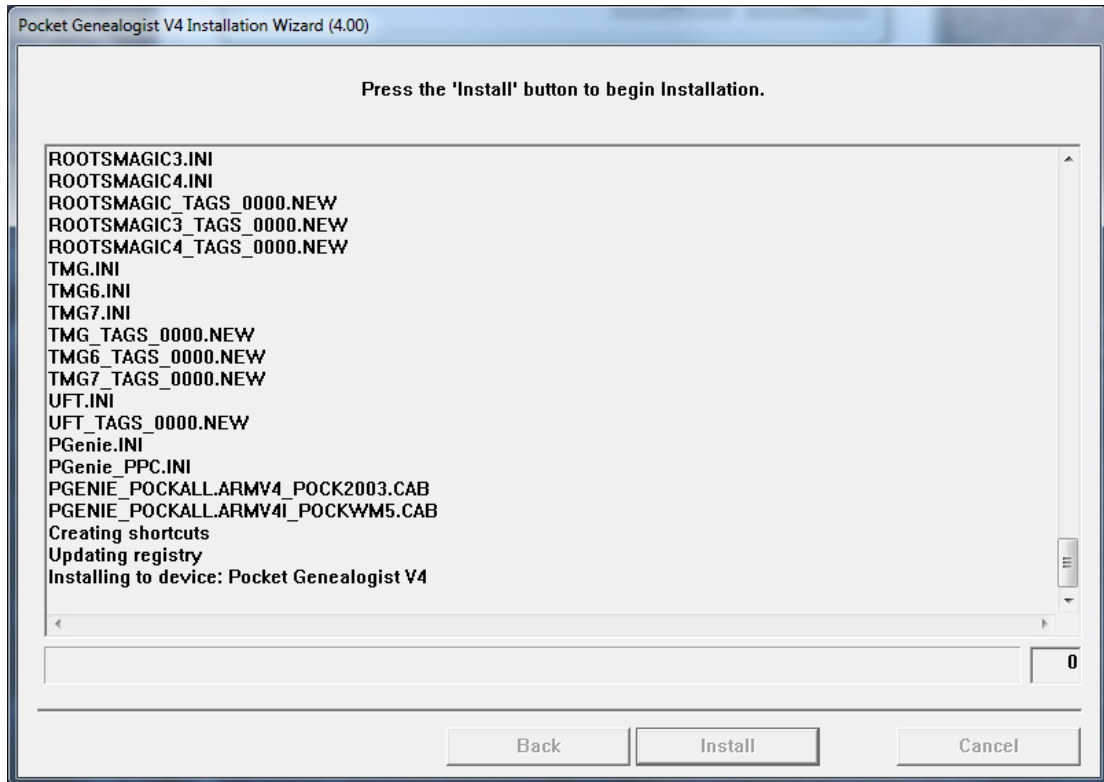 Pocket Genealogist V4 Installation Wizard (4.00)
Press the 'Install' button to begin Installation.
ROOTSMAGIC3.INI
ROOTSMAGIC4.INI
ROOTSMAGIC_TAGS_0000.NEW
ROOTSMAGIC3_TAGS_0000.NEW
ROOTSMAGIC4_TAGS_0000.NEW
TMG.INI
TMG6.INI
TMG7.INI
TMG_TAGS_0000.NEW
TMG6_TAGS_0000.NEW
TMG7_TAGS_0000.NEW
UFT.INI
UFT_TAGS_0000.NEW
PGenie.INI
PGenie_PPC.INI
PGENIE_POCKALL.ARMV4_POCK2003.CAB
PGENIE_POCKALL.ARMV4I_POCKWM5.CAB
Creating shortcuts
Updating registry
Installing to device: Pocket Genealogist V4
0
Back Install Cancel